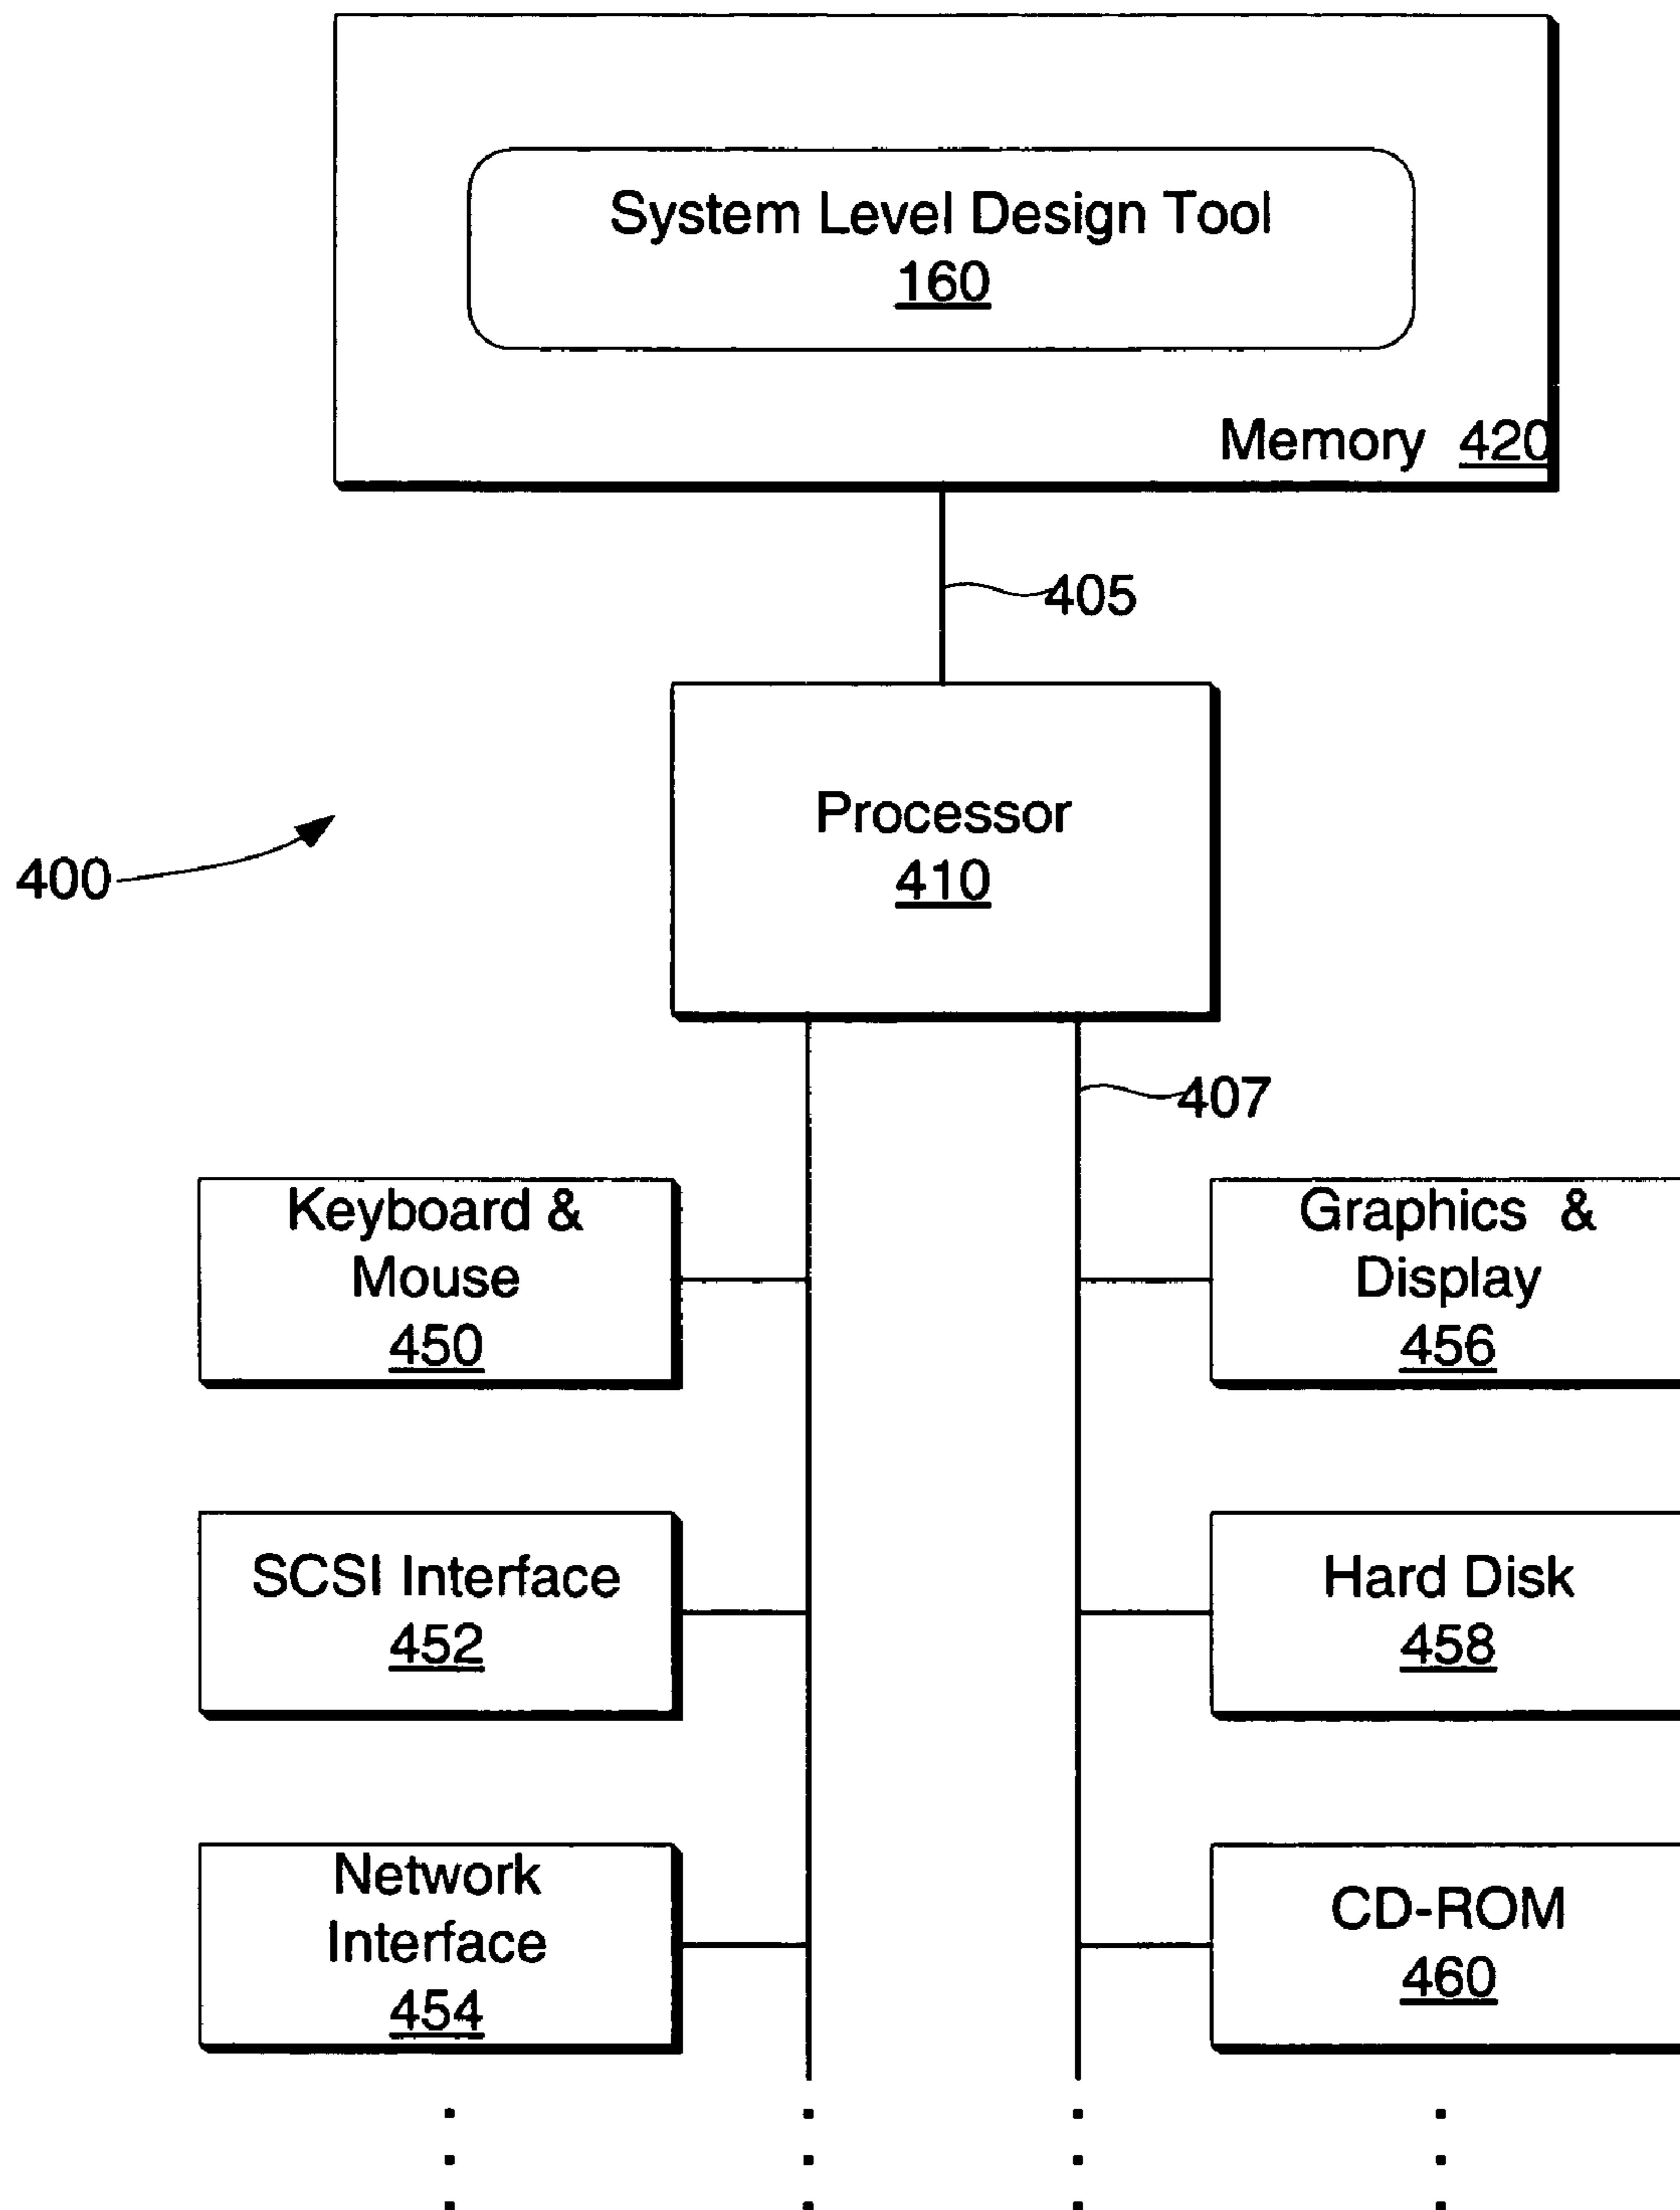 System Level Design Tool
160
Memory 420
405
Processor
410
400
407
Keyboard &
Mouse
450
Graphics &
Display
456
SCSI Interface
452
Hard Disk
458
Network
Interface
454
CD-ROM
460